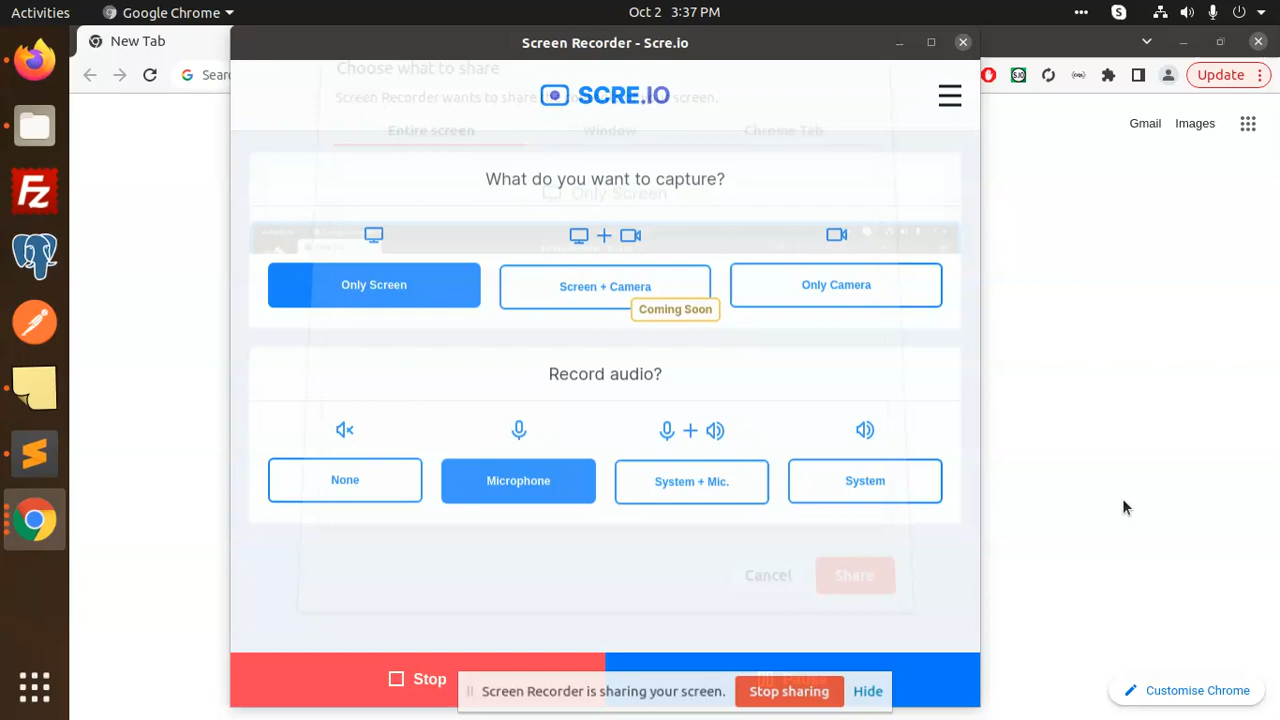 Activities
Google Chrome
Oct 2 3:37 PM
New Tab
Screen Recorder - Scre.io
Choose what to share
Sear
SCRE.IO
Update
Screen Recorder wants to share
screen.
Gmail
Images
Entire screen
Window
Chrome Tab
What do you want to capture?
Only Screen
Only Screen
Screen + Camera
Only Camera
Coming Soon
Record audio?
None
Microphone
System + Mic.
System
Cancel
Share
Stop
Pause
Screen Recorder is sharing your screen.
Stop sharing
Hide
Customise Chrome